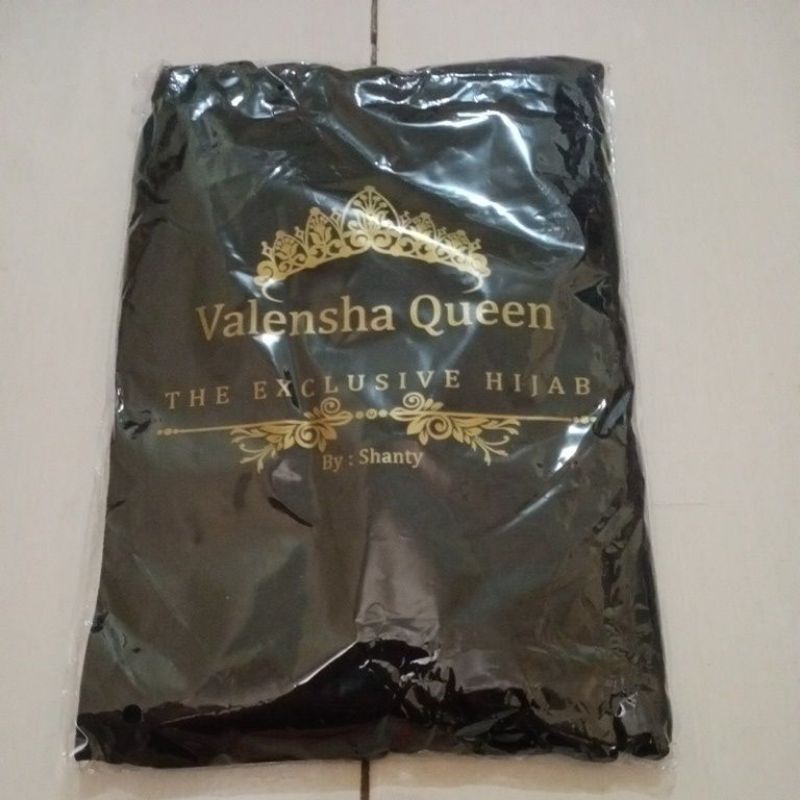 Valensha Queen
THE EXCLUSIVE HIJAB
By : Shanty